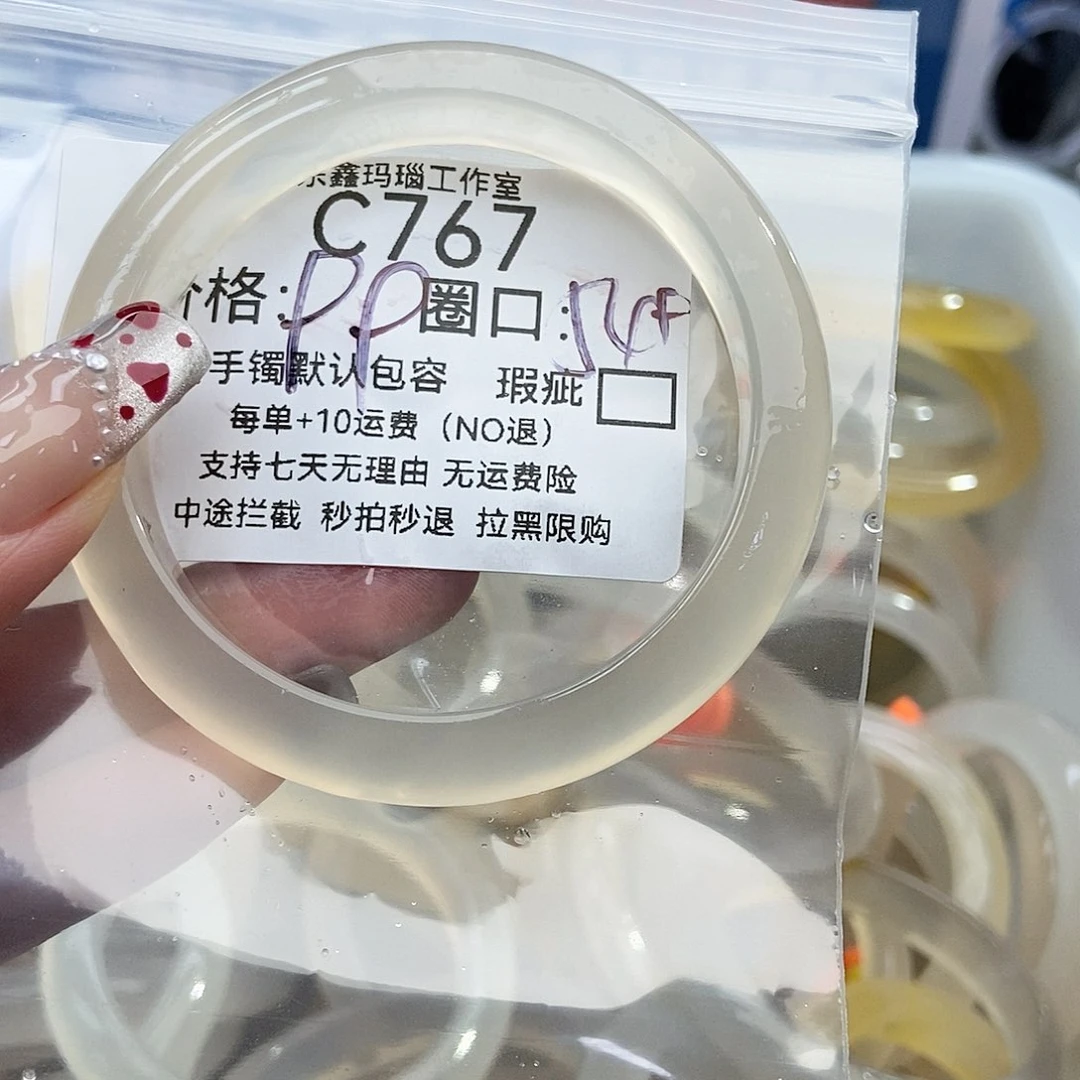 鑫玛瑙工作室
C767
格:PP圈口:54+
手镯默认包容 瑕疵
每单+10运费（NO退）
支持七天无理由 无运费险
中途拦截 秒拍秒退 拉黑限购